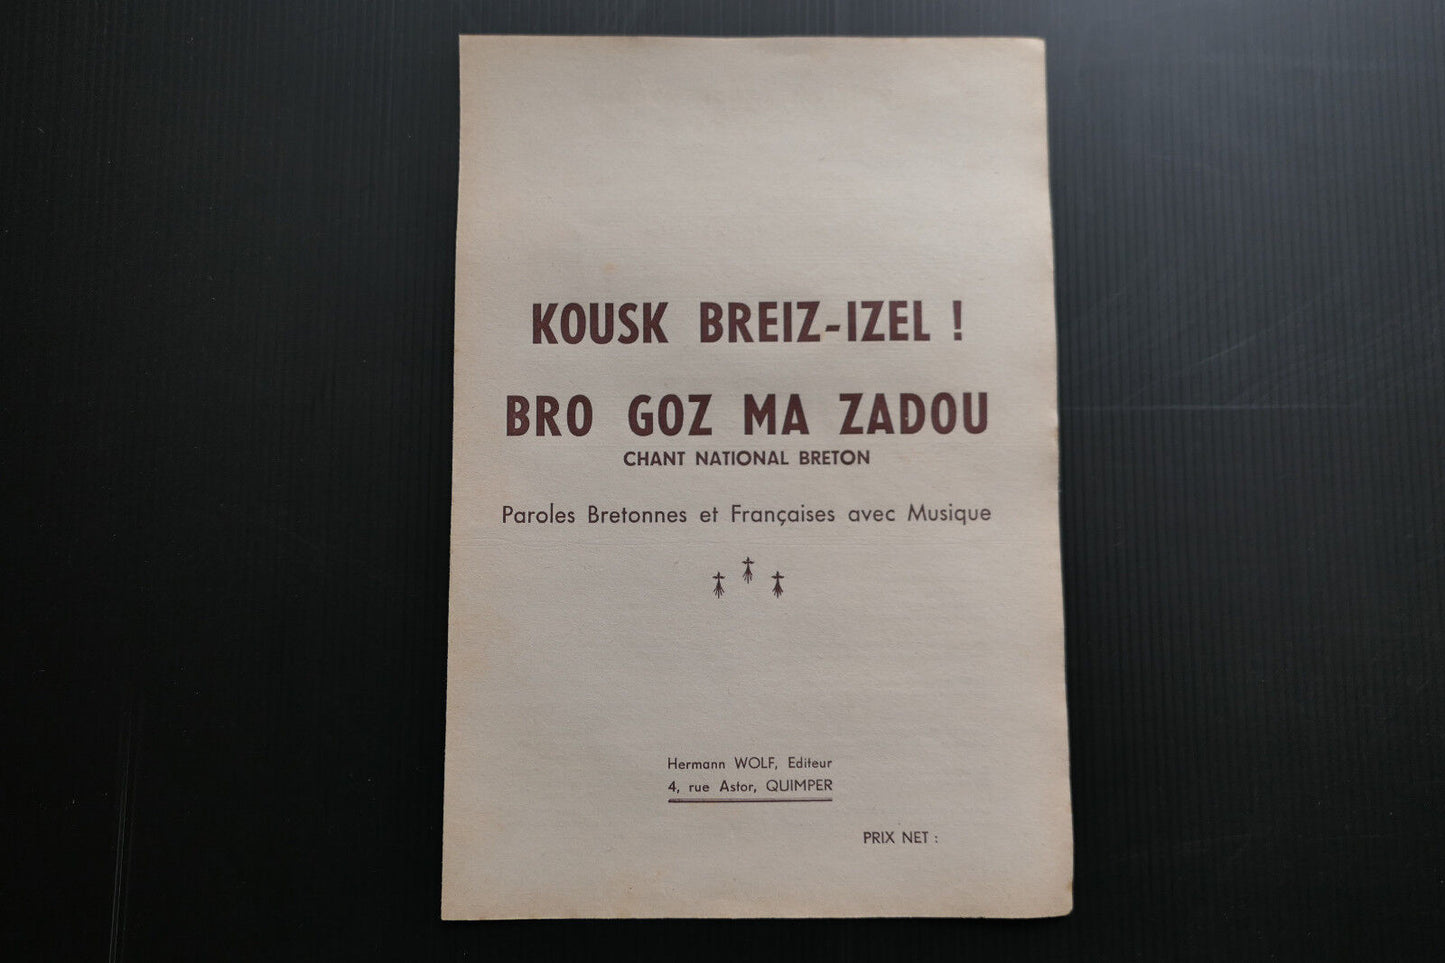 KOUSK BREIZ-IZEL !
BRO GOZ MA ZADOU
CHANT NATIONAL BRETON
Paroles Bretonnes et Françaises avec Musique
Hermann WOLF, Editeur
4, rue Astor, QUIMPER
PRIX NET :